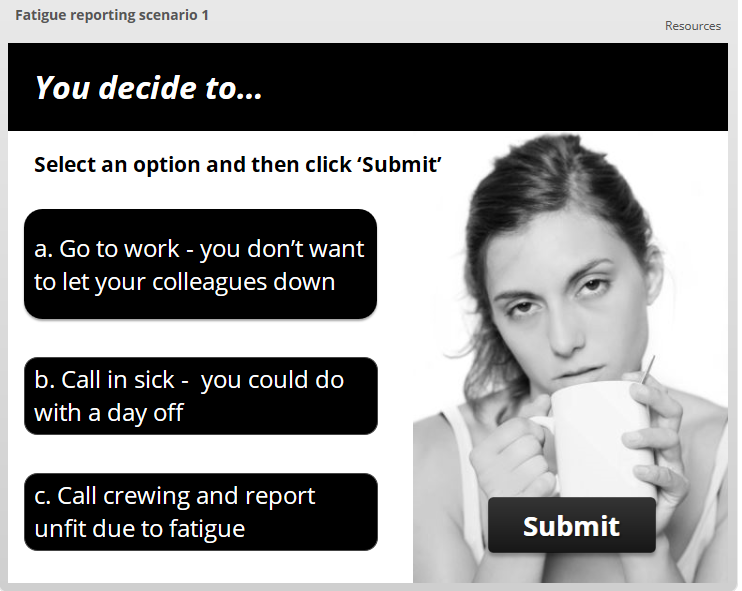 Fatigue reporting scenario 1
Resources
You decide to...
Select an option and then click ‘Submit’
a. Go to work - you don’t want
to let your colleagues down
b. Call in sick -  you could do
with a day off
c. Call crewing and report
unfit due to fatigue
Submit